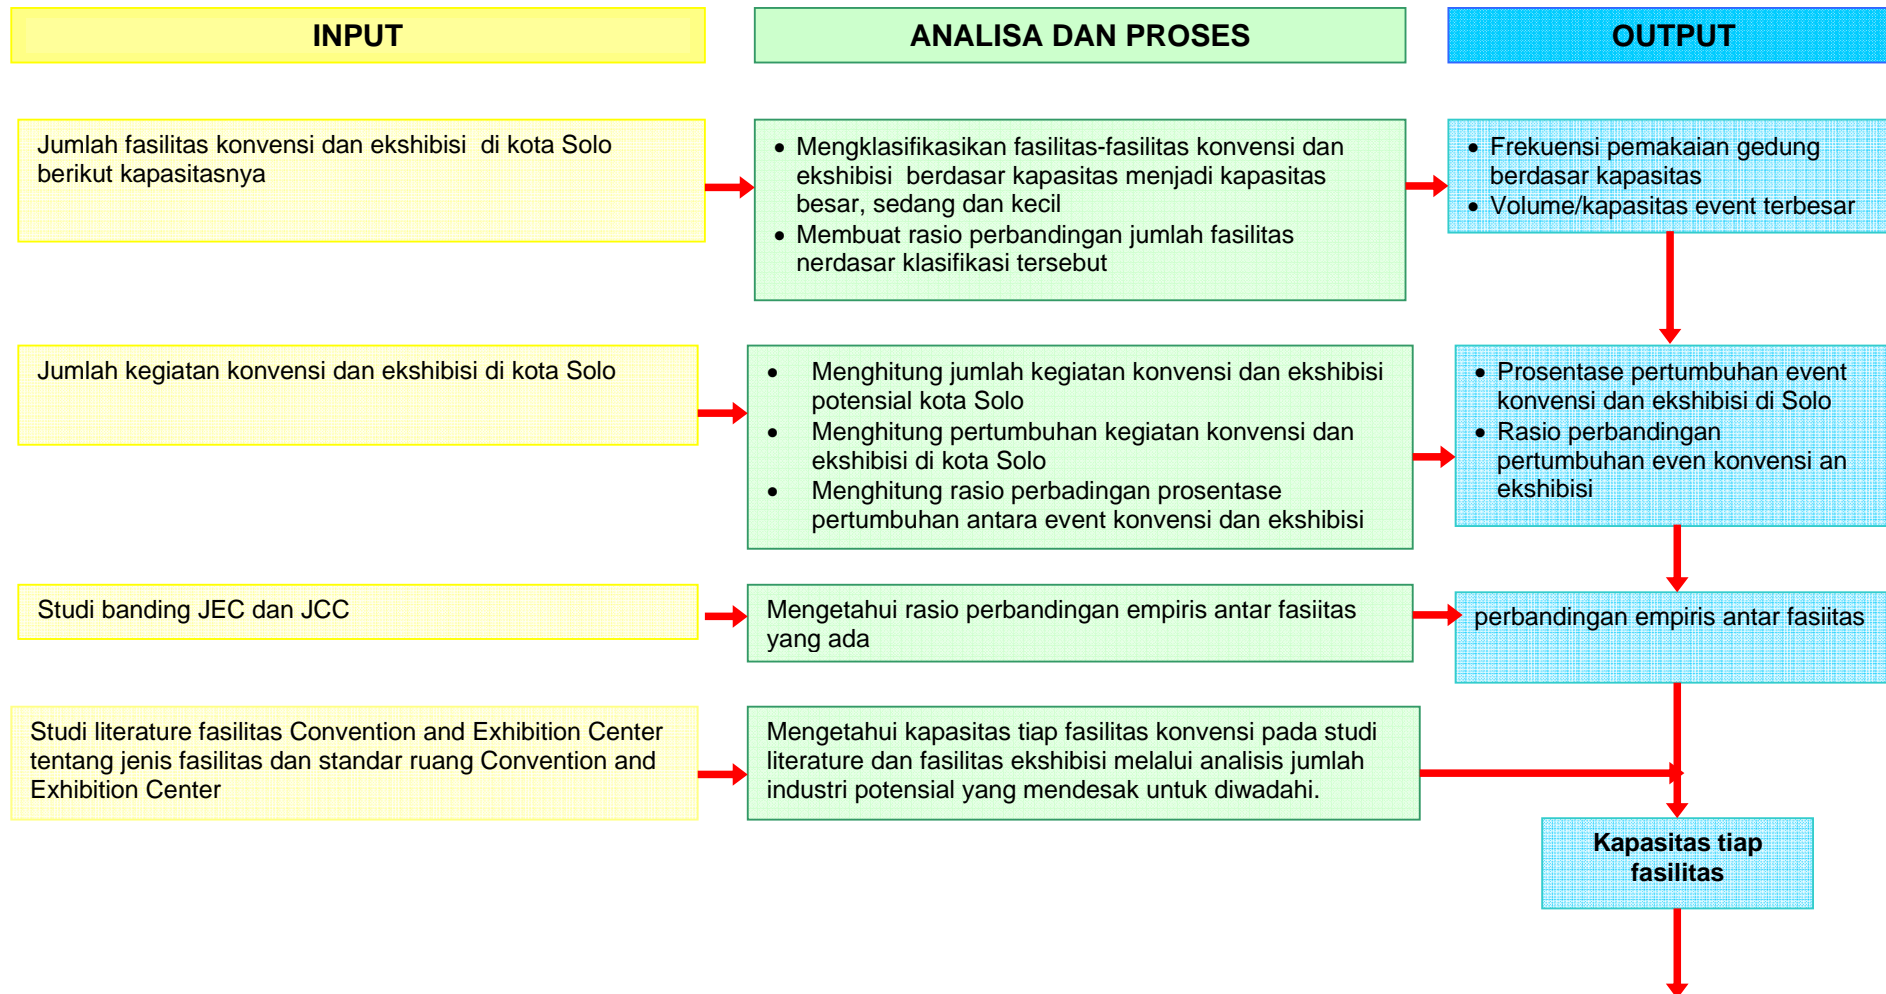 INPUT
ANALISA DAN PROSES
OUTPUT
Jumlah fasilitas konvensi dan ekshibisi di kota Solo
berikut kapasitasnya
• Mengklasifikasikan fasilitas-fasilitas konvensi dan
ekshibisi berdasar kapasitas menjadi kapasitas
besar, sedang dan kecil
• Membuat rasio perbandingan jumlah fasilitas
nerdasar klasifikasi tersebut
• Frekuensi pemakaian gedung
berdasar kapasitas
• Volume/kapasitas event terbesar
Jumlah kegiatan konvensi dan ekshibisi di kota Solo
• Menghitung jumlah kegiatan konvensi dan ekshibisi
potensial kota Solo
• Menghitung pertumbuhan kegiatan konvensi dan
ekshibisi di kota Solo
• Menghitung rasio perbadingan prosentase
pertumbuhan antara event konvensi dan ekshibisi
• Prosentase pertumbuhan event
konvensi dan ekshibisi di Solo
• Rasio perbandingan
pertumbuhan even konvensi an
ekshibisi
Studi banding JEC dan JCC
Mengetahui rasio perbandingan empiris antar fasiitas
yang ada
perbandingan empiris antar fasiitas
Studi literature fasilitas Convention and Exhibition Center
tentang jenis fasilitas dan standar ruang Convention and
Exhibition Center
Mengetahui kapasitas tiap fasilitas konvensi pada studi
literature dan fasilitas ekshibisi melalui analisis jumlah
industri potensial yang mendesak untuk diwadahi.
Kapasitas tiap
fasilitas